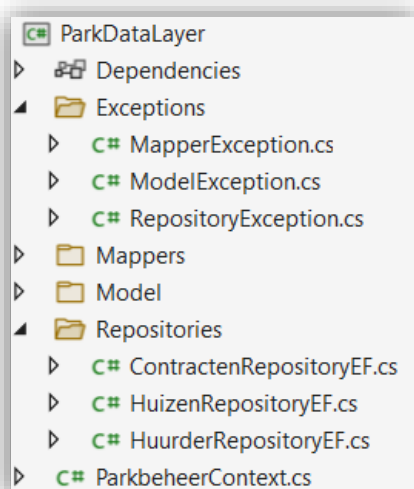 C# ParkDataLayer
Dependencies
Exceptions
C# MapperException.cs
C# ModelException.cs
C# RepositoryException.cs
Mappers
Model
Repositories
C# ContractenRepositoryEF.cs
C# HuizenRepositoryEF.cs
C# HuurderRepositoryEF.cs
C# ParkbeheerContext.cs